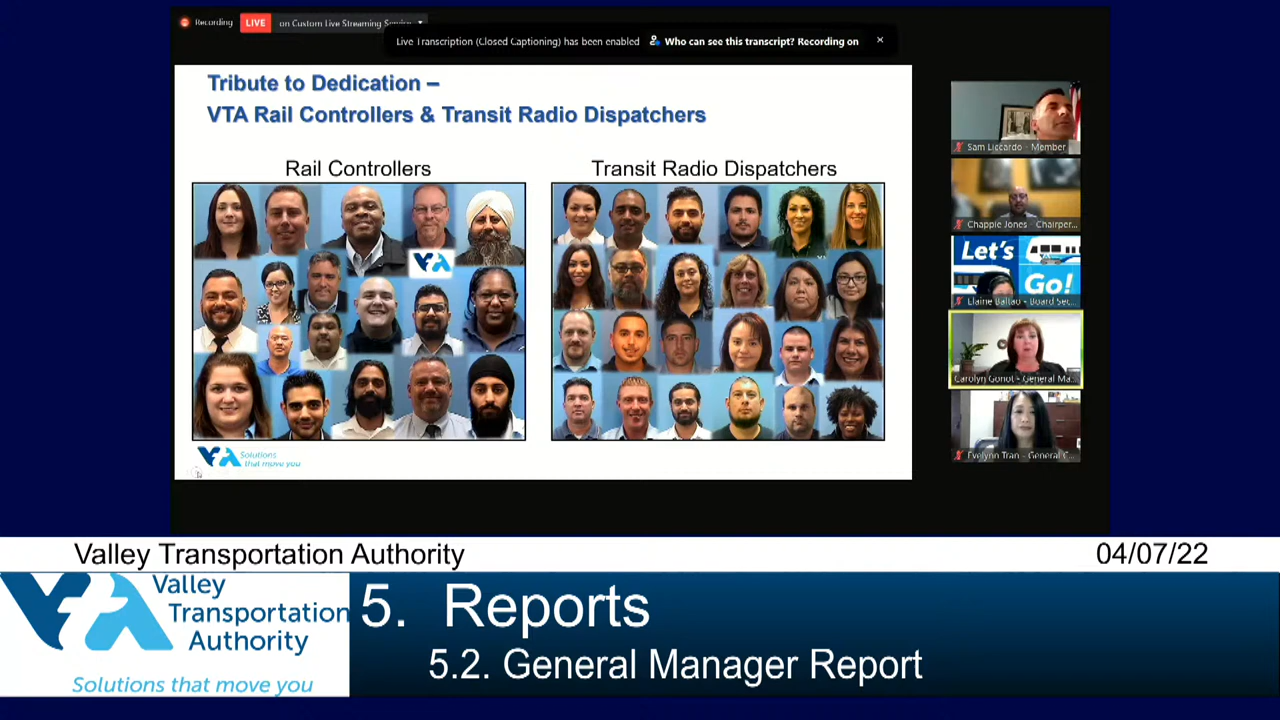 Recording
LIVE
on Custom Live Streaming Service
Live Transcription (Closed Captioning) has been enabled
Who can see this transcript? Recording on
Tribute to Dedication –
VTA Rail Controllers & Transit Radio Dispatchers
Rail Controllers
Transit Radio Dispatchers
VTA
VTA
Solutions
that move you
Sam Liccardo - Member
Chappie Jones - Chairper...
Let's
Go!
Elaine Baltao - Board Sec...
Carolyn Gonot - General Ma...
Evelynn Tran - General C...
Valley Transportation Authority
04/07/22
VTA
Valley
Transportation
Authority
Solutions that move you
5. Reports
5.2. General Manager Report